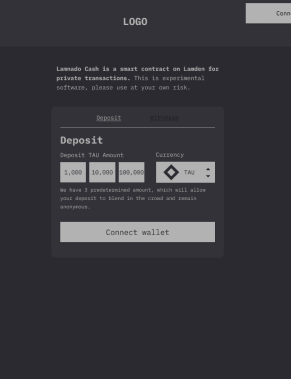 Conn
LOGO
Lamnado Cash is a smart contract on Lamden for
private transactions. This is experimental
software, please use at your own risk.
Deposit
Deposit
Deposit TAU Amount Currency
1,000 10,000 100,000 TAU
We have 3 predetermined amount, which will allow
your deposit to blend in the crowd and remain
anonymous.
Connect wallet